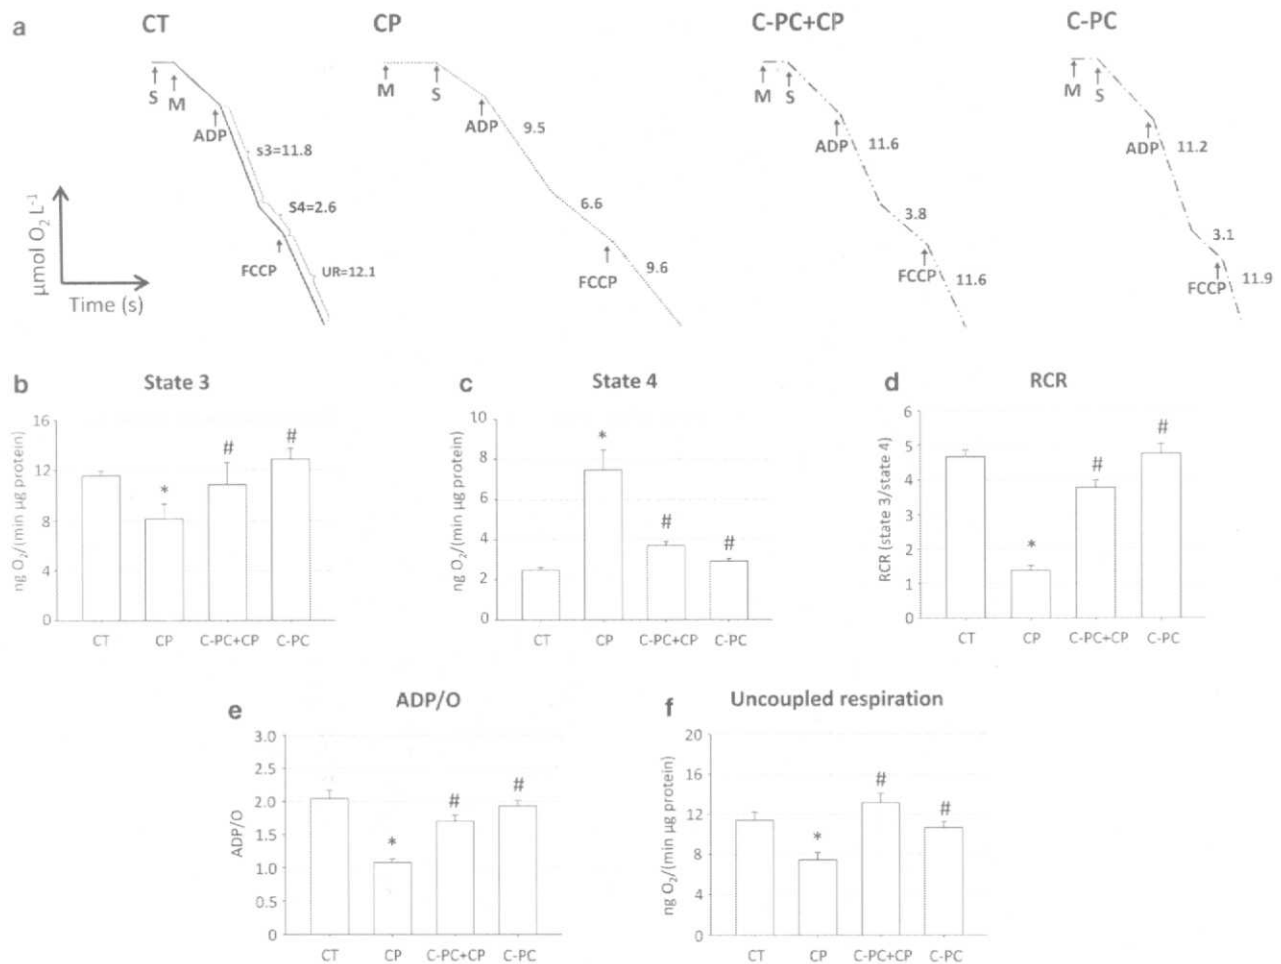 a CT CP C-PC+CP C-PC
S M ADP s3=11.8 S4=2.6 FCCP UR=12.1
M S ADP 9.5 6.6 FCCP 9.6
M S ADP 11.6 3.8 FCCP 11.6
M S ADP 11.2 3.1 FCCP 11.9
µmol O2 L-1
Time (s)
b State 3
ng O2/(min µg protein)
16
12
8
4
0
CT CP C-PC+CP C-PC
* # #
c State 4
ng O2/(min µg protein)
10
8
6
4
2
0
CT CP C-PC+CP C-PC
* # #
d RCR
RCR (state 3/state 4)
6
5
4
3
2
1
0
CT CP C-PC+CP C-PC
* # #
e ADP/O
ADP/O
3.0
2.5
2.0
1.5
1.0
0.5
0
CT CP C-PC+CP C-PC
* # #
f Uncoupled respiration
ng O2/(min µg protein)
20
16
12
8
4
0
CT CP C-PC+CP C-PC
* # #